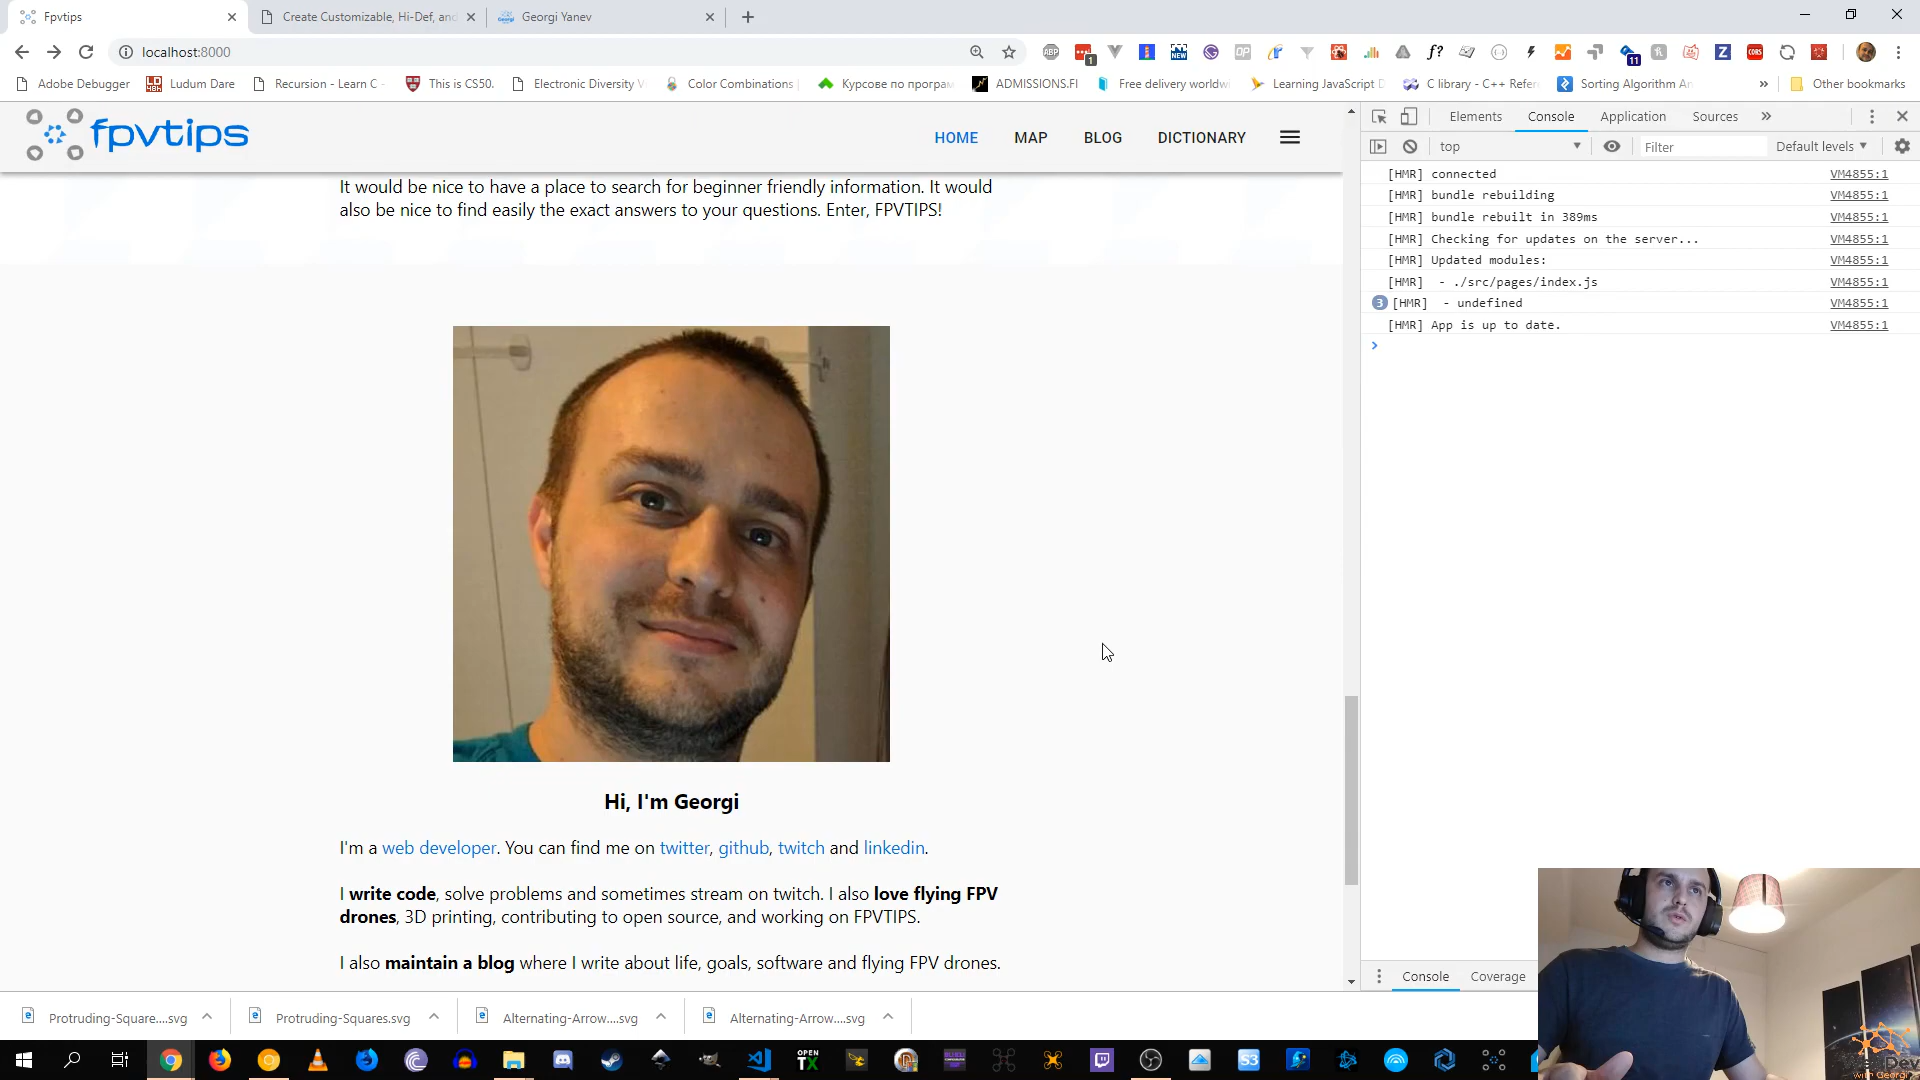 Fpvtips
Create Customizable, Hi-Def, and
Georgi Yanev
localhost:8000
Adobe Debugger
Ludum Dare
Recursion - Learn C -
This is CS50.
Electronic Diversity V
Color Combinations
Курсове по програм
ADMISSIONS.FI
Free delivery worldwi
Learning JavaScript D
C library - C++ Refer
Sorting Algorithm An
Other bookmarks
fpvtips
HOME
MAP
BLOG
DICTIONARY
It would be nice to have a place to search for beginner friendly information. It would
also be nice to find easily the exact answers to your questions. Enter, FPVTIPS!
Hi, I'm Georgi
I'm a web developer. You can find me on twitter, github, twitch and linkedin.
I write code, solve problems and sometimes stream on twitch. I also love flying FPV
drones, 3D printing, contributing to open source, and working on FPVTIPS.
I also maintain a blog where I write about life, goals, software and flying FPV drones.
Elements
Console
Application
Sources
top
Filter
Default levels
[HMR] connected VM4855:1
[HMR] bundle rebuilding VM4855:1
[HMR] bundle rebuilt in 389ms VM4855:1
[HMR] Checking for updates on the server... VM4855:1
[HMR] Updated modules: VM4855:1
[HMR]  - ./src/pages/index.js VM4855:1
3 [HMR]  - undefined VM4855:1
[HMR] App is up to date. VM4855:1
Console
Coverage
Protruding-Square....svg
Protruding-Squares.svg
Alternating-Arrow....svg
Alternating-Arrow....svg